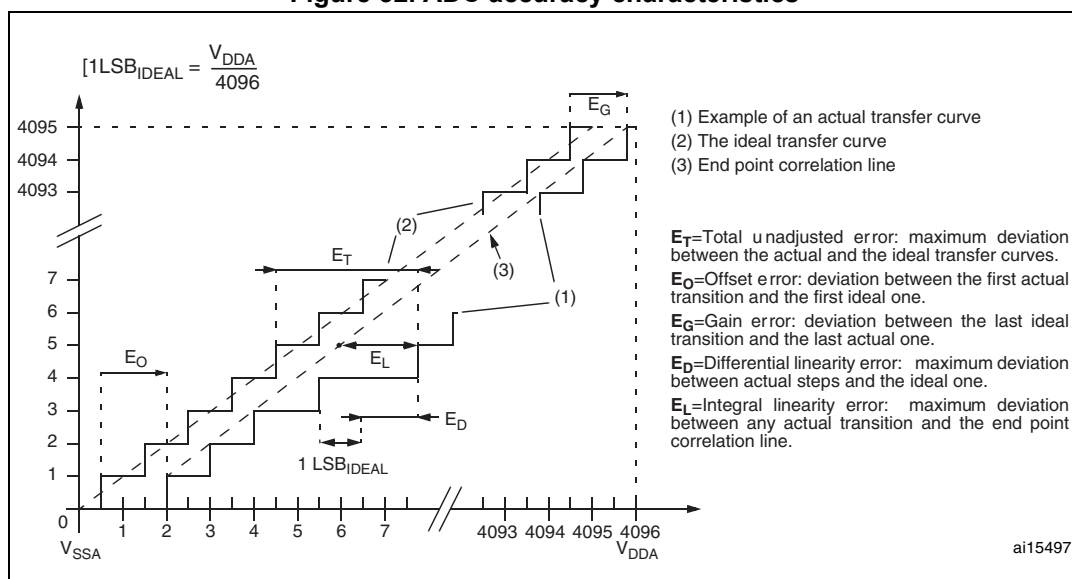 [1LSBIDEAL = VDDA
4096
EG
4095
4094
4093
7
6
5
4
3
2
1
0
(2)
ET
(3)
(1)
EO
EL
ED
1 LSBIDEAL
1 2 3 4 5 6 7 4093 4094 4095 4096
VSSA VDDA
(1) Example of an actual transfer curve
(2) The ideal transfer curve
(3) End point correlation line
ET=Total unadjusted error: maximum deviation
between the actual and the ideal transfer curves.
EO=Offset error: deviation between the first actual
transition and the first ideal one.
EG=Gain error: deviation between the last ideal
transition and the last actual one.
ED=Differential linearity error: maximum deviation
between actual steps and the ideal one.
EL=Integral linearity error: maximum deviation
between any actual transition and the end point
correlation line.
ai15497